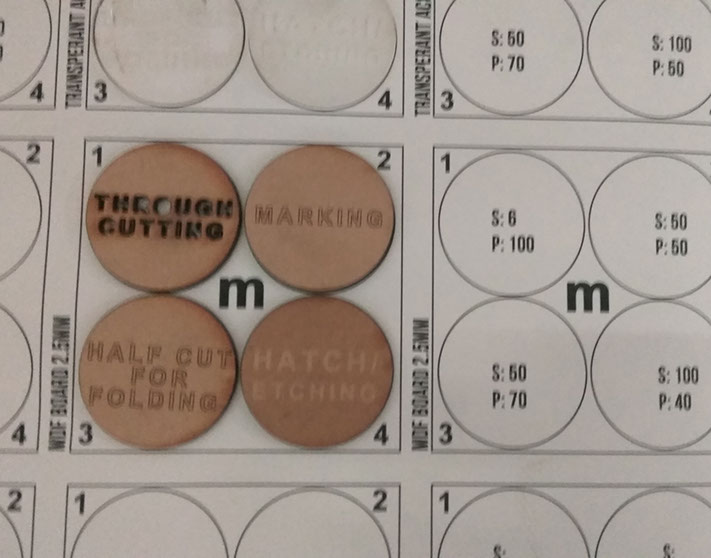 TRANSPERANT A
3
4
4
TRANSPERANT AC
3
S: 50
P: 70
S: 100
P: 50
2
4
1
2
THROUGH
CUTTING
MARKING
m
HALF CUT
FOR
FOLDING
HATCH/
ETCHING
3
4
MDF BOARD 2.5MM
1
S: 6
P: 100
S: 50
P: 50
m
S: 50
P: 70
S: 100
P: 40
3
MDF BOARD 2.5MM
2
1
2
1
S:
S: